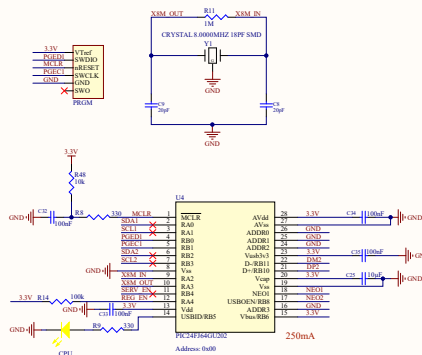 X8M_OUT R11 X8M_IN
1M
CRYSTAL 8.0000MHZ 18PF SMD
Y1
GND
C9
20pF
C8
20pF
GND
3.3V VTref
PGED1 SWDIO
MCLR nRESET
PGEC1 SWCLK
GND GND
SWO
PRGM
3.3V
R48
10k
GND C32 100nF R8 330 MCLR
U4
1 MCLR AVdd 28 3.3V C34 100nF GND
SDA1 2 RA0 AVss 27
SCL1 3 RA1 ADDR0 26 GND
PGED1 4 RB0 ADDR1 25 GND
PGEC1 5 RB1 ADDR2 24 GND
SDA2 6 RB2 Vusb3v3 23 3.3V C35 100nF GND
SCL2 7 RB3 D-/RB11 22 DM2
GND 8 Vss D+/RB10 21 DP2
X8M_IN 9 RA2 Vcap 20 C25 10µF GND
X8M_OUT 10 RA3 Vss 19
SERV_EN 11 RB4 NEO1 18 NEO1
3.3V R14 100k REG_EN 12 RA4 USBOEN/RB8 17 NEO2
GND C33 100nF 3.3V 13 Vdd ADDR3 16 GND
14 USBID/RB5 Vbus/RB6 15 3.3V
GND CPU R9 330
PIC24FJ64GU202
250mA
Address: 0x00